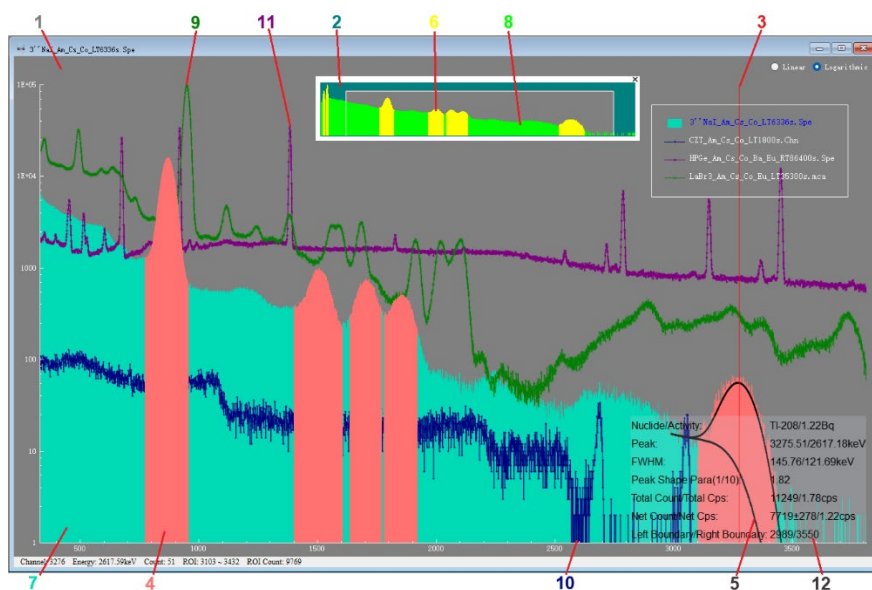 1 9 11 2 6 8 3
3``NaI_Am_Cs_Co_LT6336s.Spe
Linear Logarithmic
1E+05
3``NaI_Am_Cs_Co_LT6336s.Spe
CZT_Am_Cs_Co_LT1800s.Chn
HPGe_Am_Cs_Co_Ba_Eu_RT86400s.Spe
LaBr3_Am_Cs_Co_Eu_LT35300s.mca
1E+04
1000
100
Nuclide/Activity: Tl-208/1.22Bq
10
Peak: 3275.51/2617.18keV
FWHM: 145.76/121.69keV
Peak Shape Para(1/10): 1.82
Total Count/Total Cps: 11249/1.78cps
Net Count/Net Cps: 7719±278/1.22cps
Left Boundary/Right Boundary: 2989/3550
1
500 1000 1500 2000 2500 3000 3500
Channel: 3276 Energy: 2617.59keV Count: 51 ROI: 3103 ~ 3432 ROI Count: 9769
7 4 10 5 12